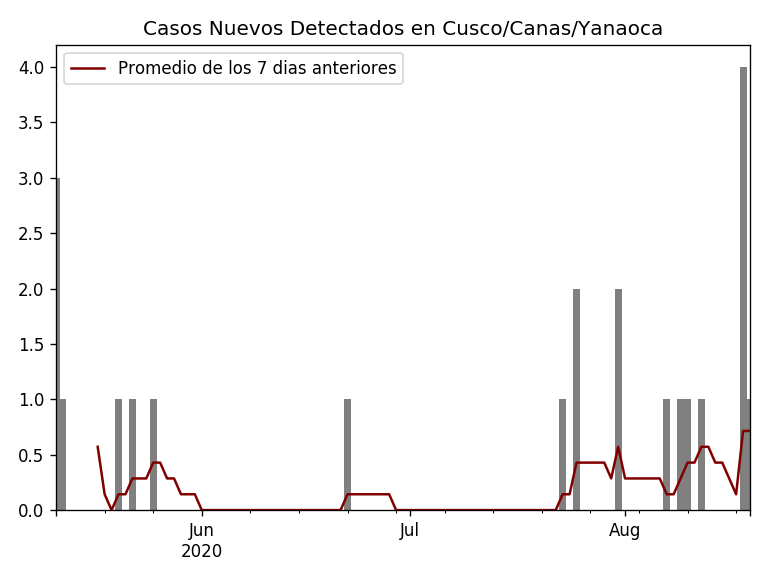 Casos Nuevos Detectados en Cusco/Canas/Yanaoca
Promedio de los 7 dias anteriores
4.0
3.5
3.0
2.5
2.0
1.5
1.0
0.5
0.0
Jun
2020
Jul
Aug